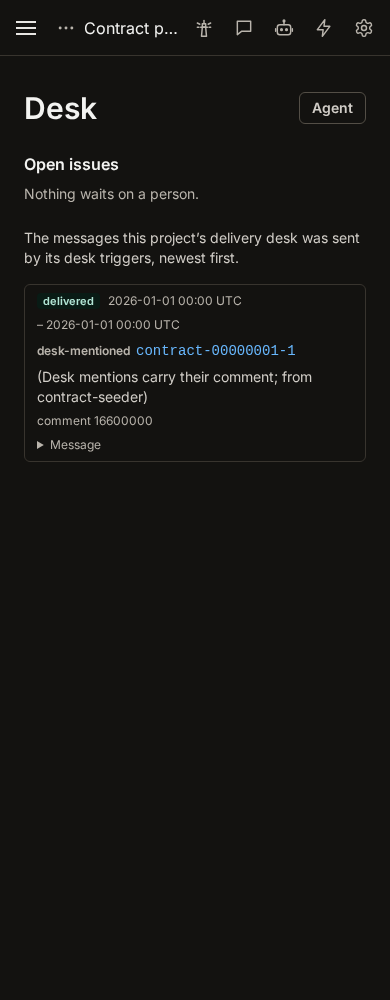 Contract p...
Desk
Agent
Open issues
Nothing waits on a person.
The messages this project’s delivery desk was sent
by its desk triggers, newest first.
delivered 2026-01-01 00:00 UTC
– 2026-01-01 00:00 UTC
desk-mentioned contract-00000001-1
(Desk mentions carry their comment; from
contract-seeder)
comment 16600000
Message